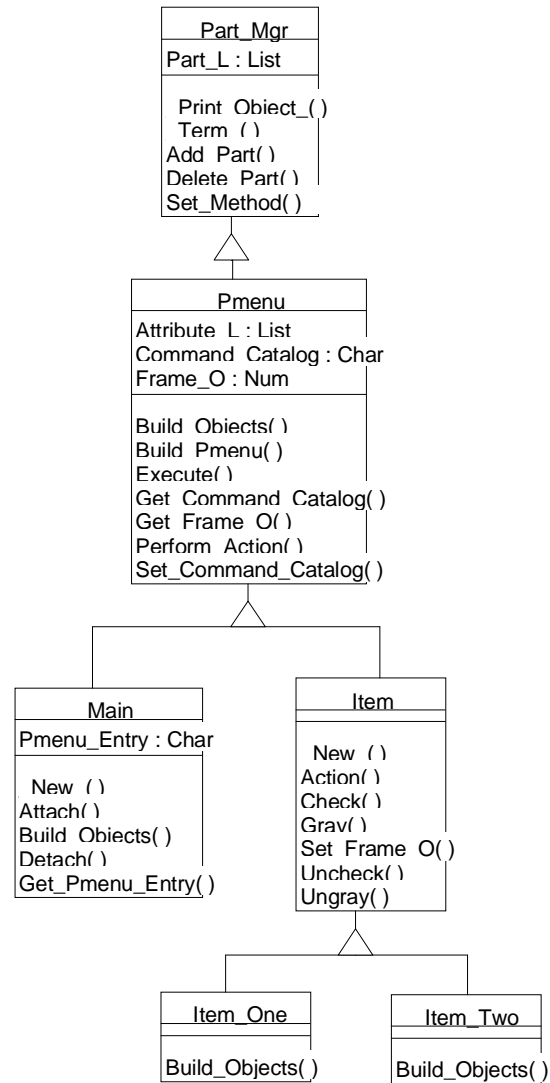 Part_Mgr
Part_L : List
_Print_Object_( )
_Term_( )
Add_Part( )
Delete_Part( )
Set_Method( )
Pmenu
Attribute_L : List
Command_Catalog : Char
Frame_O : Num
Build_Objects( )
Build_Pmenu( )
Execute( )
Get_Command_Catalog( )
Get_Frame_O( )
Perform_Action( )
Set_Command_Catalog( )
Main
Pmenu_Entry : Char
_New_( )
Attach( )
Build_Objects( )
Detach( )
Get_Pmenu_Entry( )
Item
_New_( )
Action( )
Check( )
Gray( )
Set_Frame_O( )
Uncheck( )
Ungray( )
Item_One
Build_Objects( )
Item_Two
Build_Objects( )